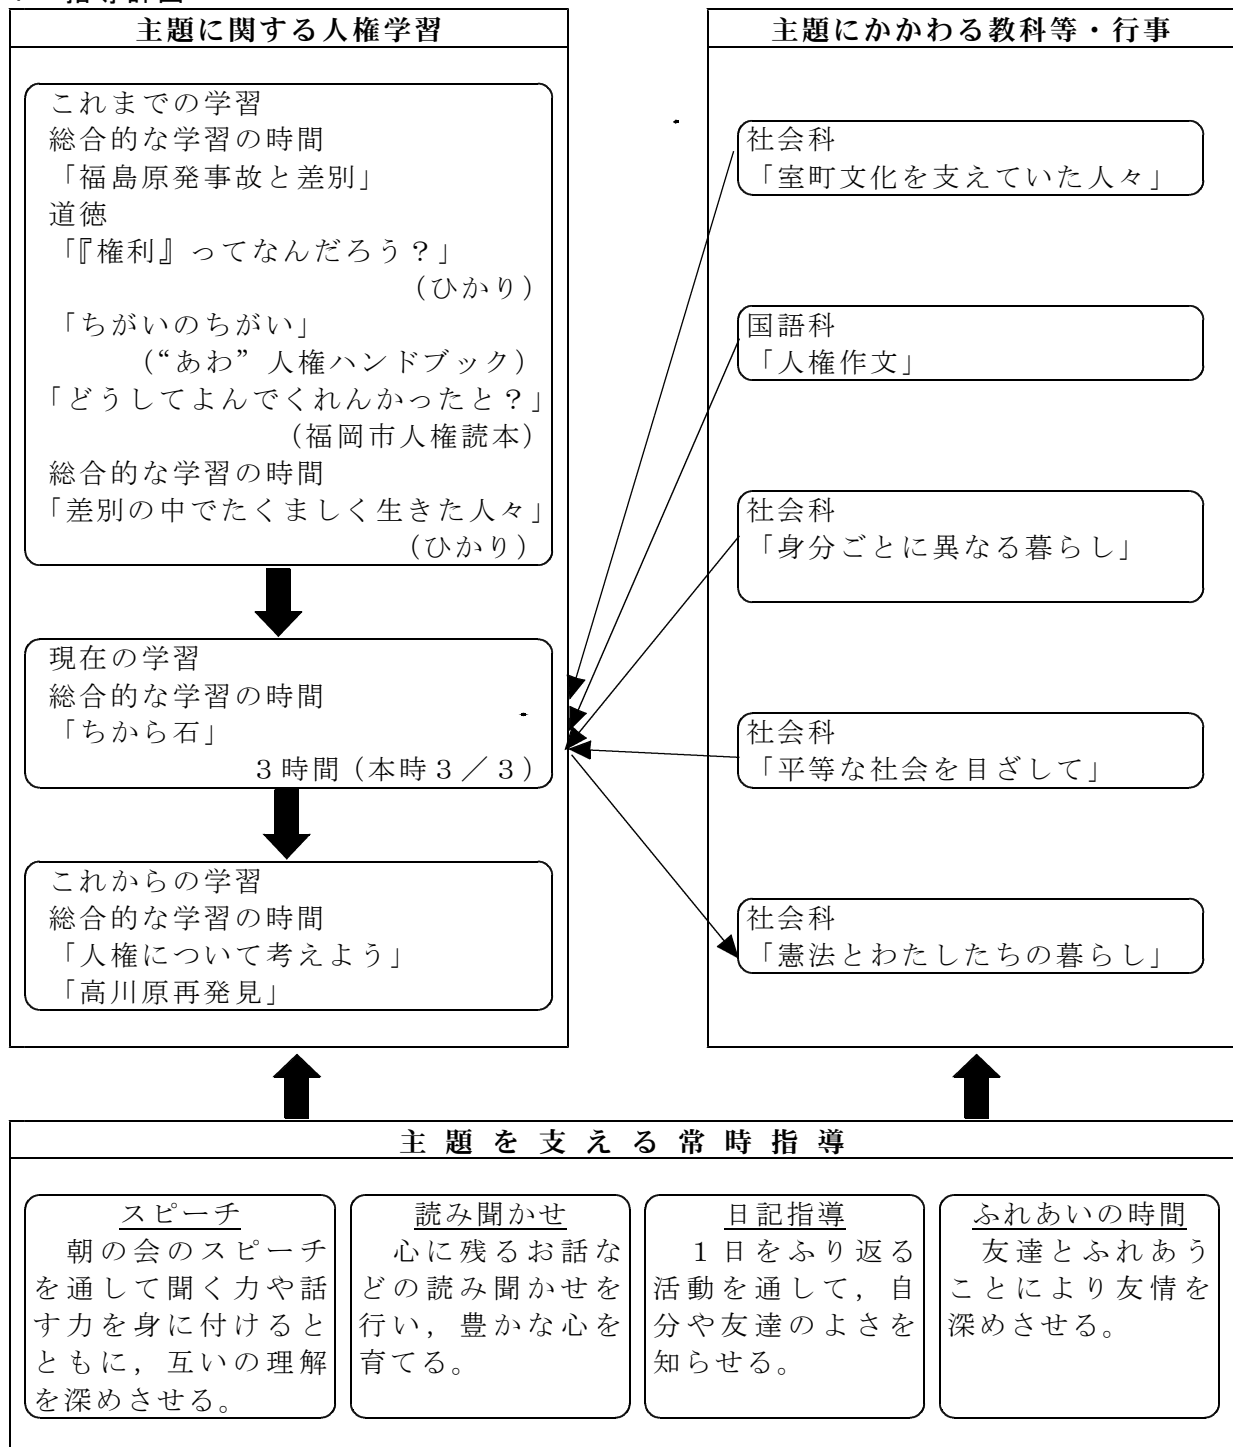 主題に関する人権学習
これまでの学習
総合的な学習の時間
「福島原発事故と差別」
道徳
「『権利』ってなんだろう？」
（ひかり）
「ちがいのちがい」
（“あわ”人権ハンドブック）
「どうしてよんでくれんかったと？」
（福岡市人権読本）
総合的な学習の時間
「差別の中でたくましく生きた人々」
（ひかり）
現在の学習
総合的な学習の時間
「ちから石」
３時間（本時３／３）
これからの学習
総合的な学習の時間
「人権について考えよう」
「高川原再発見」
主題にかかわる教科等・行事
社会科
「室町文化を支えていた人々」
国語科
「人権作文」
社会科
「身分ごとに異なる暮らし」
社会科
「平等な社会を目ざして」
社会科
「憲法とわたしたちの暮らし」
主題を支える常時指導
スピーチ
朝の会のスピーチ
を通して聞く力や話
す力を身に付けると
ともに，互いの理解
を深めさせる。
読み聞かせ
心に残るお話な
どの読み聞かせを
行い，豊かな心を
育てる。
日記指導
１日をふり返る
活動を通して，自
分や友達のよさを
知らせる。
ふれあいの時間
友達とふれあう
ことにより友情を
深めさせる。